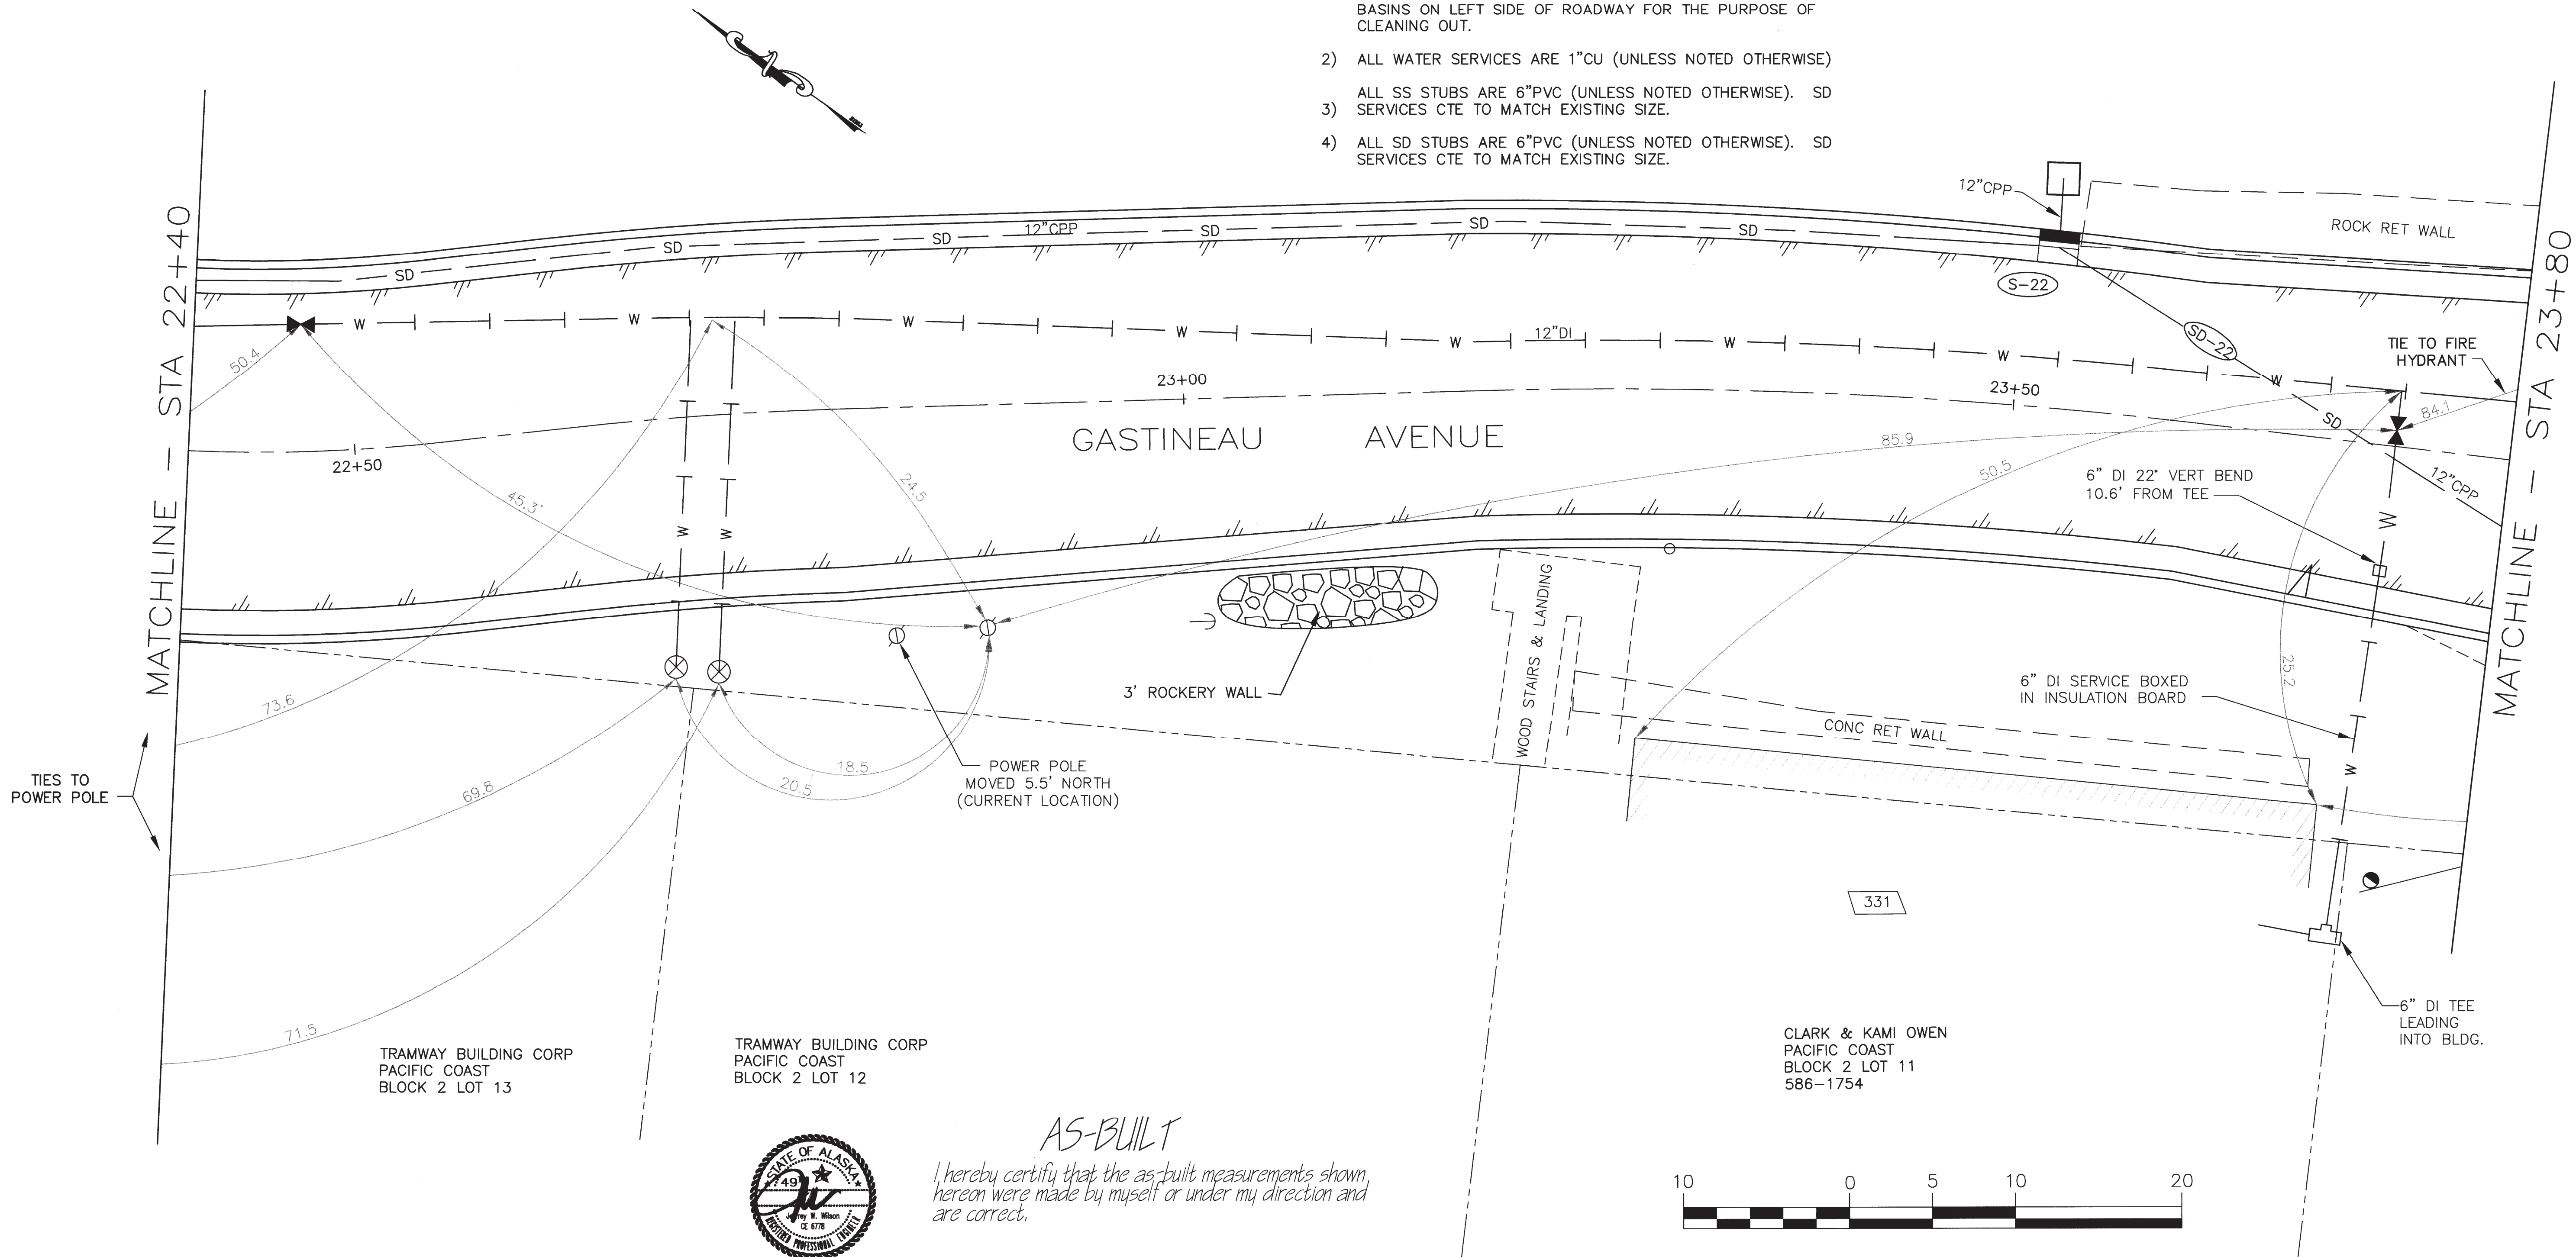 BASINS ON LEFT SIDE OF ROADWAY FOR THE PURPOSE OF
CLEANING OUT.
2) ALL WATER SERVICES ARE 1"CU (UNLESS NOTED OTHERWISE)
ALL SS STUBS ARE 6"PVC (UNLESS NOTED OTHERWISE). SD
3) SERVICES CTE TO MATCH EXISTING SIZE.
4) ALL SD STUBS ARE 6"PVC (UNLESS NOTED OTHERWISE). SD
SERVICES CTE TO MATCH EXISTING SIZE.
MATCHLINE - STA 22+40
MATCHLINE - STA 23+80
12"CPP
ROCK RET WALL
SD SD SD 12"CPP SD SD SD
S-22
SD-22
TIE TO FIRE
HYDRANT
W W W W W 12"DI W W W
50.4
84.1
SD
12"CPP
22+50
23+00
23+50
GASTINEAU AVENUE
85.9
50.5
45.3'
24.5
6" DI 22° VERT BEND
10.6' FROM TEE
W
W
W
W
25.2
73.6
3' ROCKERY WALL
WOOD STAIRS & LANDING
6" DI SERVICE BOXED
IN INSULATION BOARD
CONC RET WALL
TIES TO
POWER POLE
69.8
18.5
20.5
POWER POLE
MOVED 5.5' NORTH
(CURRENT LOCATION)
331
71.5
6" DI TEE
LEADING
INTO BLDG.
TRAMWAY BUILDING CORP
PACIFIC COAST
BLOCK 2 LOT 13
TRAMWAY BUILDING CORP
PACIFIC COAST
BLOCK 2 LOT 12
CLARK & KAMI OWEN
PACIFIC COAST
BLOCK 2 LOT 11
586-1754
AS-BUILT
I hereby certify that the as-built measurements shown
hereon were made by myself or under my direction and
are correct.
STATE OF ALASKA
49
Jeffrey W. Wilson
CE 6778
REGISTERED PROFESSIONAL ENGINEER
10 0 5 10 20